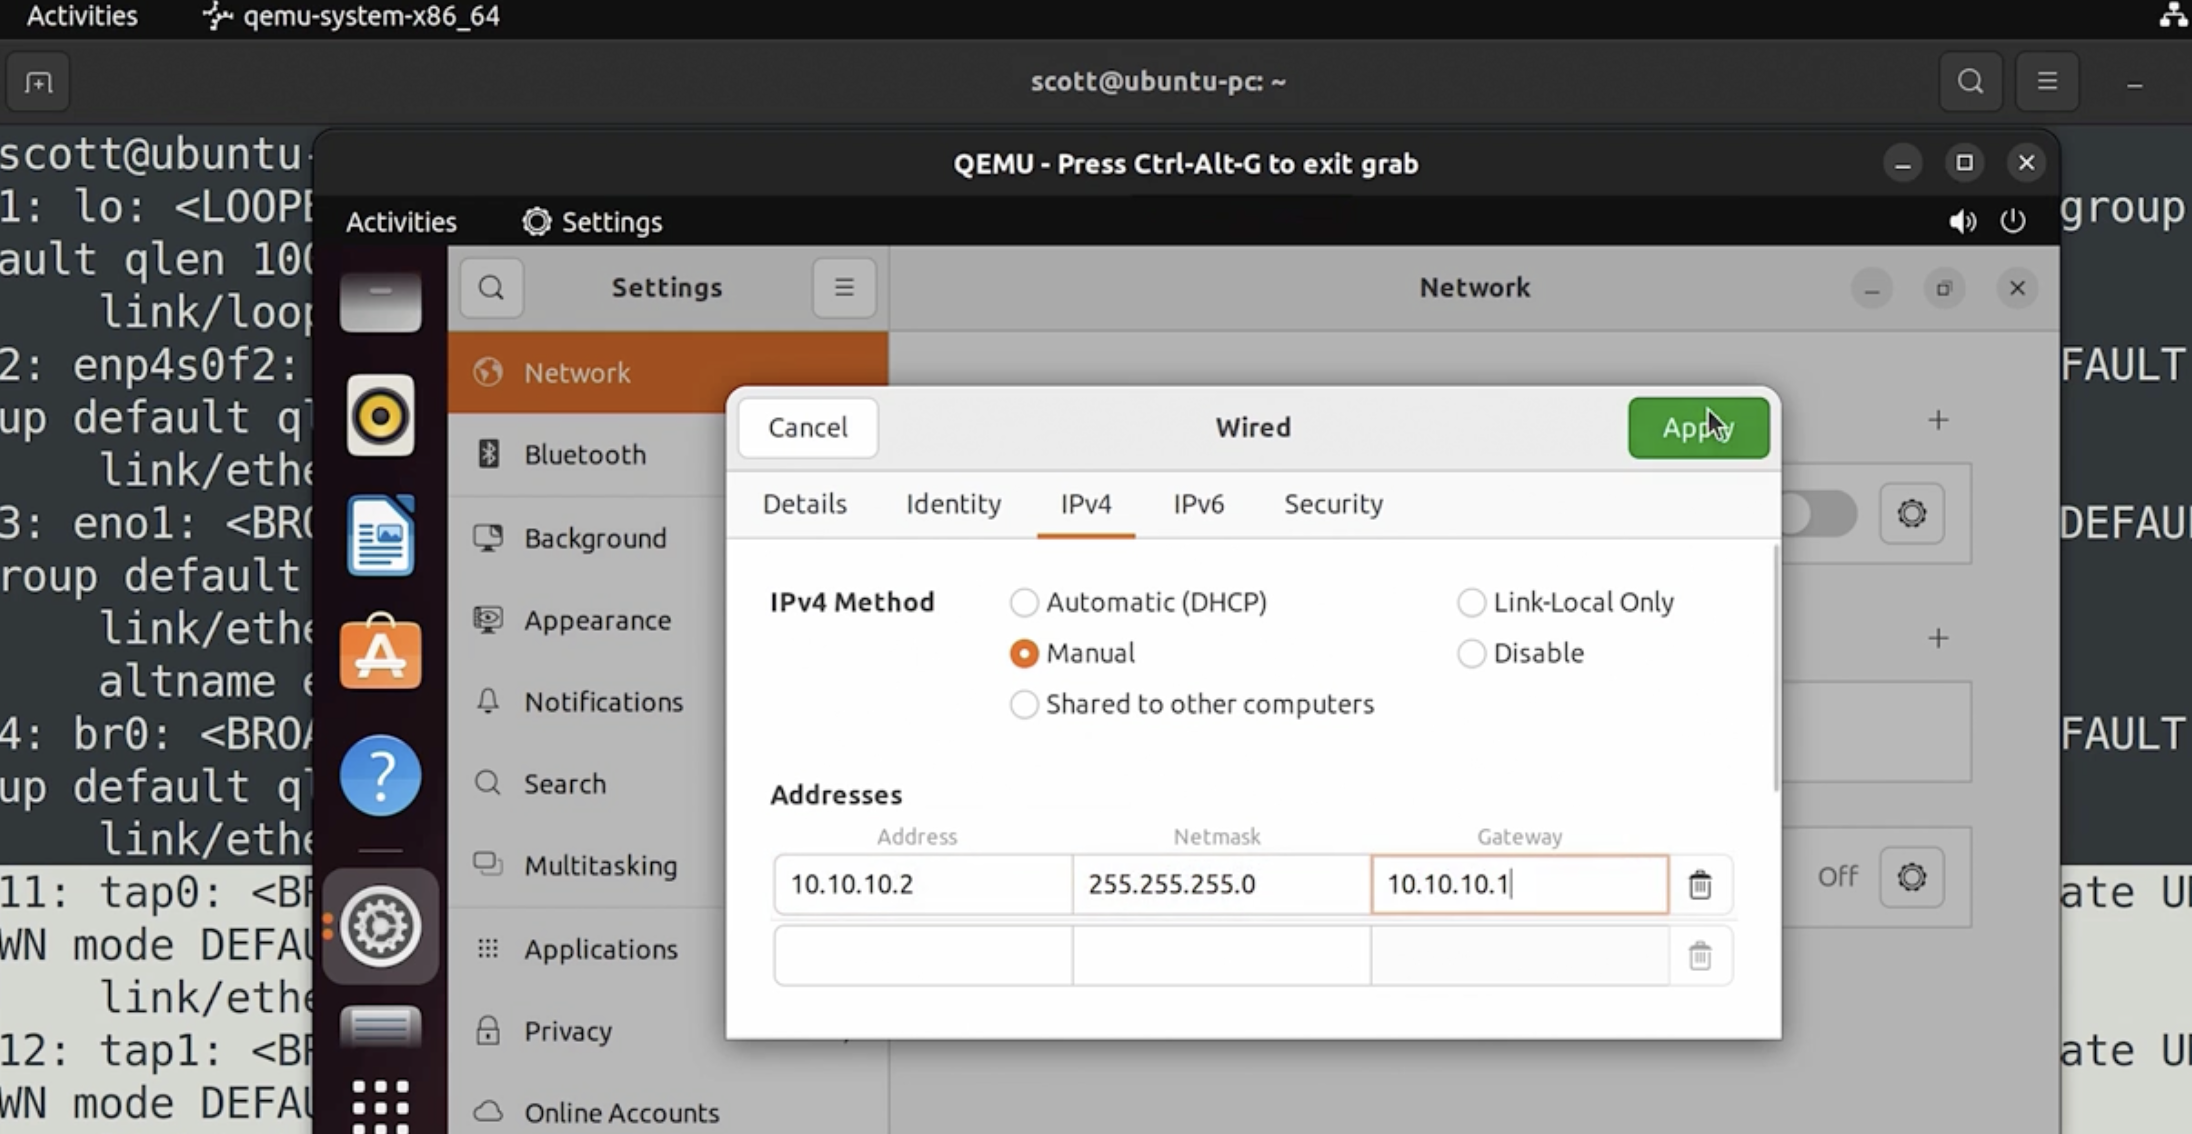 Activities qemu-system-x86_64
scott@ubuntu-pc: ~
scott@ubuntu-
QEMU - Press Ctrl-Alt-G to exit grab
1: lo: <LOOPB
group
Activities Settings
ault qlen 100
Settings
Network
link/loop
2: enp4s0f2:
FAULT
Network
up default ql
Cancel
Wired
Apply
Bluetooth
link/ethe
Details Identity IPv4 IPv6 Security
3: eno1: <BRO
DEFAU
Background
roup default
IPv4 Method
Automatic (DHCP)
Link-Local Only
Appearance
link/ethe
Manual
Disable
altname e
Notifications
Shared to other computers
4: br0: <BROA
FAULT
up default ql
Search
Addresses
link/ethe
Address Netmask Gateway
Multitasking
10.10.10.2 255.255.255.0 10.10.10.1
Off
11: tap0: <BR
ate U
WN mode DEFAU
Applications
link/ethe
Privacy
12: tap1: <BR
ate U
WN mode DEFAU
Online Accounts